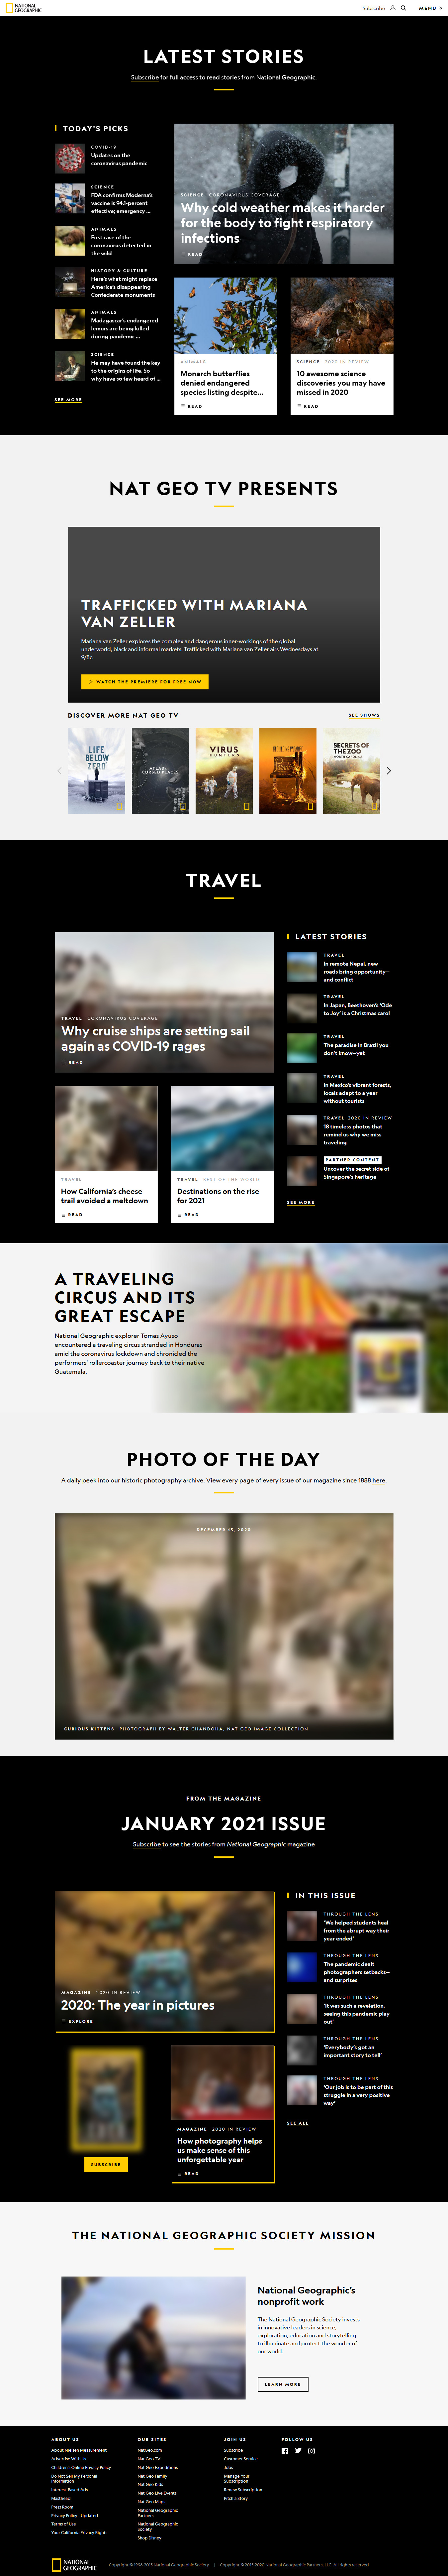 NATIONAL
GEOGRAPHIC
Subscribe
MENU
LATEST STORIES
Subscribe for full access to read stories from National Geographic.
TODAY'S PICKS
COVID-19
Updates on the
coronavirus pandemic
SCIENCE
FDA confirms Moderna's
vaccine is 94.1-percent
effective; emergency ...
ANIMALS
First case of the
coronavirus detected in
the wild
HISTORY & CULTURE
Here's what might replace
America's disappearing
Confederate monuments
ANIMALS
Madagascar's endangered
lemurs are being killed
during pandemic ...
SCIENCE
He may have found the key
to the origins of life. So
why have so few heard of ...
SEE MORE
SCIENCE CORONAVIRUS COVERAGE
Why cold weather makes it harder
for the body to fight respiratory
infections
READ
ANIMALS
Monarch butterflies
denied endangered
species listing despite...
READ
SCIENCE 2020 IN REVIEW
10 awesome science
discoveries you may have
missed in 2020
READ
NAT GEO TV PRESENTS
TRAFFICKED WITH MARIANA
VAN ZELLER
Mariana van Zeller explores the complex and dangerous inner-workings of the global
underworld, black and informal markets. Trafficked with Mariana van Zeller airs Wednesdays at
9/8c.
WATCH THE PREMIERE FOR FREE NOW
DISCOVER MORE NAT GEO TV
SEE SHOWS
LIFE
BELOW
ZERO
ATLAS OF
CURSED PLACES
VIRUS
HUNTERS
SECRETS OF
THE ZOO
NORTH CAROLINA
TRAVEL
TRAVEL CORONAVIRUS COVERAGE
Why cruise ships are setting sail
again as COVID-19 rages
READ
TRAVEL
How California's cheese
trail avoided a meltdown
READ
TRAVEL BEST OF THE WORLD
Destinations on the rise
for 2021
READ
LATEST STORIES
TRAVEL
In remote Nepal, new
roads bring opportunity—
and conflict
TRAVEL
In Japan, Beethoven's 'Ode
to Joy' is a Christmas carol
TRAVEL
The paradise in Brazil you
don't know—yet
TRAVEL
In Mexico's vibrant forests,
locals adapt to a year
without tourists
TRAVEL 2020 IN REVIEW
18 timeless photos that
remind us why we miss
traveling
PARTNER CONTENT
Uncover the secret side of
Singapore's heritage
SEE MORE
A TRAVELING
CIRCUS AND ITS
GREAT ESCAPE
National Geographic explorer Tomas Ayuso
encountered a traveling circus stranded in Honduras
amid the coronavirus lockdown and chronicled the
performers' rollercoaster journey back to their native
Guatemala.
PHOTO OF THE DAY
A daily peek into our historic photography archive. View every page of every issue of our magazine since 1888 here.
DECEMBER 15, 2020
CURIOUS KITTENS PHOTOGRAPH BY WALTER CHANDOHA, NAT GEO IMAGE COLLECTION
FROM THE MAGAZINE
JANUARY 2021 ISSUE
Subscribe to see the stories from National Geographic magazine
MAGAZINE 2020 IN REVIEW
2020: The year in pictures
EXPLORE
SUBSCRIBE
MAGAZINE 2020 IN REVIEW
How photography helps
us make sense of this
unforgettable year
READ
IN THIS ISSUE
THROUGH THE LENS
'We helped students heal
from the abrupt way their
year ended'
THROUGH THE LENS
The pandemic dealt
photographers setbacks—
and surprises
THROUGH THE LENS
'It was such a revelation,
seeing this pandemic play
out'
THROUGH THE LENS
'Everybody's got an
important story to tell'
THROUGH THE LENS
'Our job is to be part of this
struggle in a very positive
way'
SEE ALL
THE NATIONAL GEOGRAPHIC SOCIETY MISSION
National Geographic's
nonprofit work
The National Geographic Society invests
in innovative leaders in science,
exploration, education and storytelling
to illuminate and protect the wonder of
our world.
LEARN MORE
ABOUT US
About Nielsen Measurement
Advertise With Us
Children's Online Privacy Policy
Do Not Sell My Personal
Information
Interest-Based Ads
Masthead
Press Room
Privacy Policy - Updated
Terms of Use
Your California Privacy Rights
OUR SITES
NatGeo.com
Nat Geo TV
Nat Geo Expeditions
Nat Geo Family
Nat Geo Kids
Nat Geo Live Events
Nat Geo Maps
National Geographic
Partners
National Geographic
Society
Shop Disney
JOIN US
Subscribe
Customer Service
Jobs
Manage Your
Subscription
Renew Subscription
Pitch a Story
FOLLOW US
NATIONAL
GEOGRAPHIC
Copyright © 1996-2015 National Geographic Society | Copyright © 2015-2020 National Geographic Partners, LLC. All rights reserved